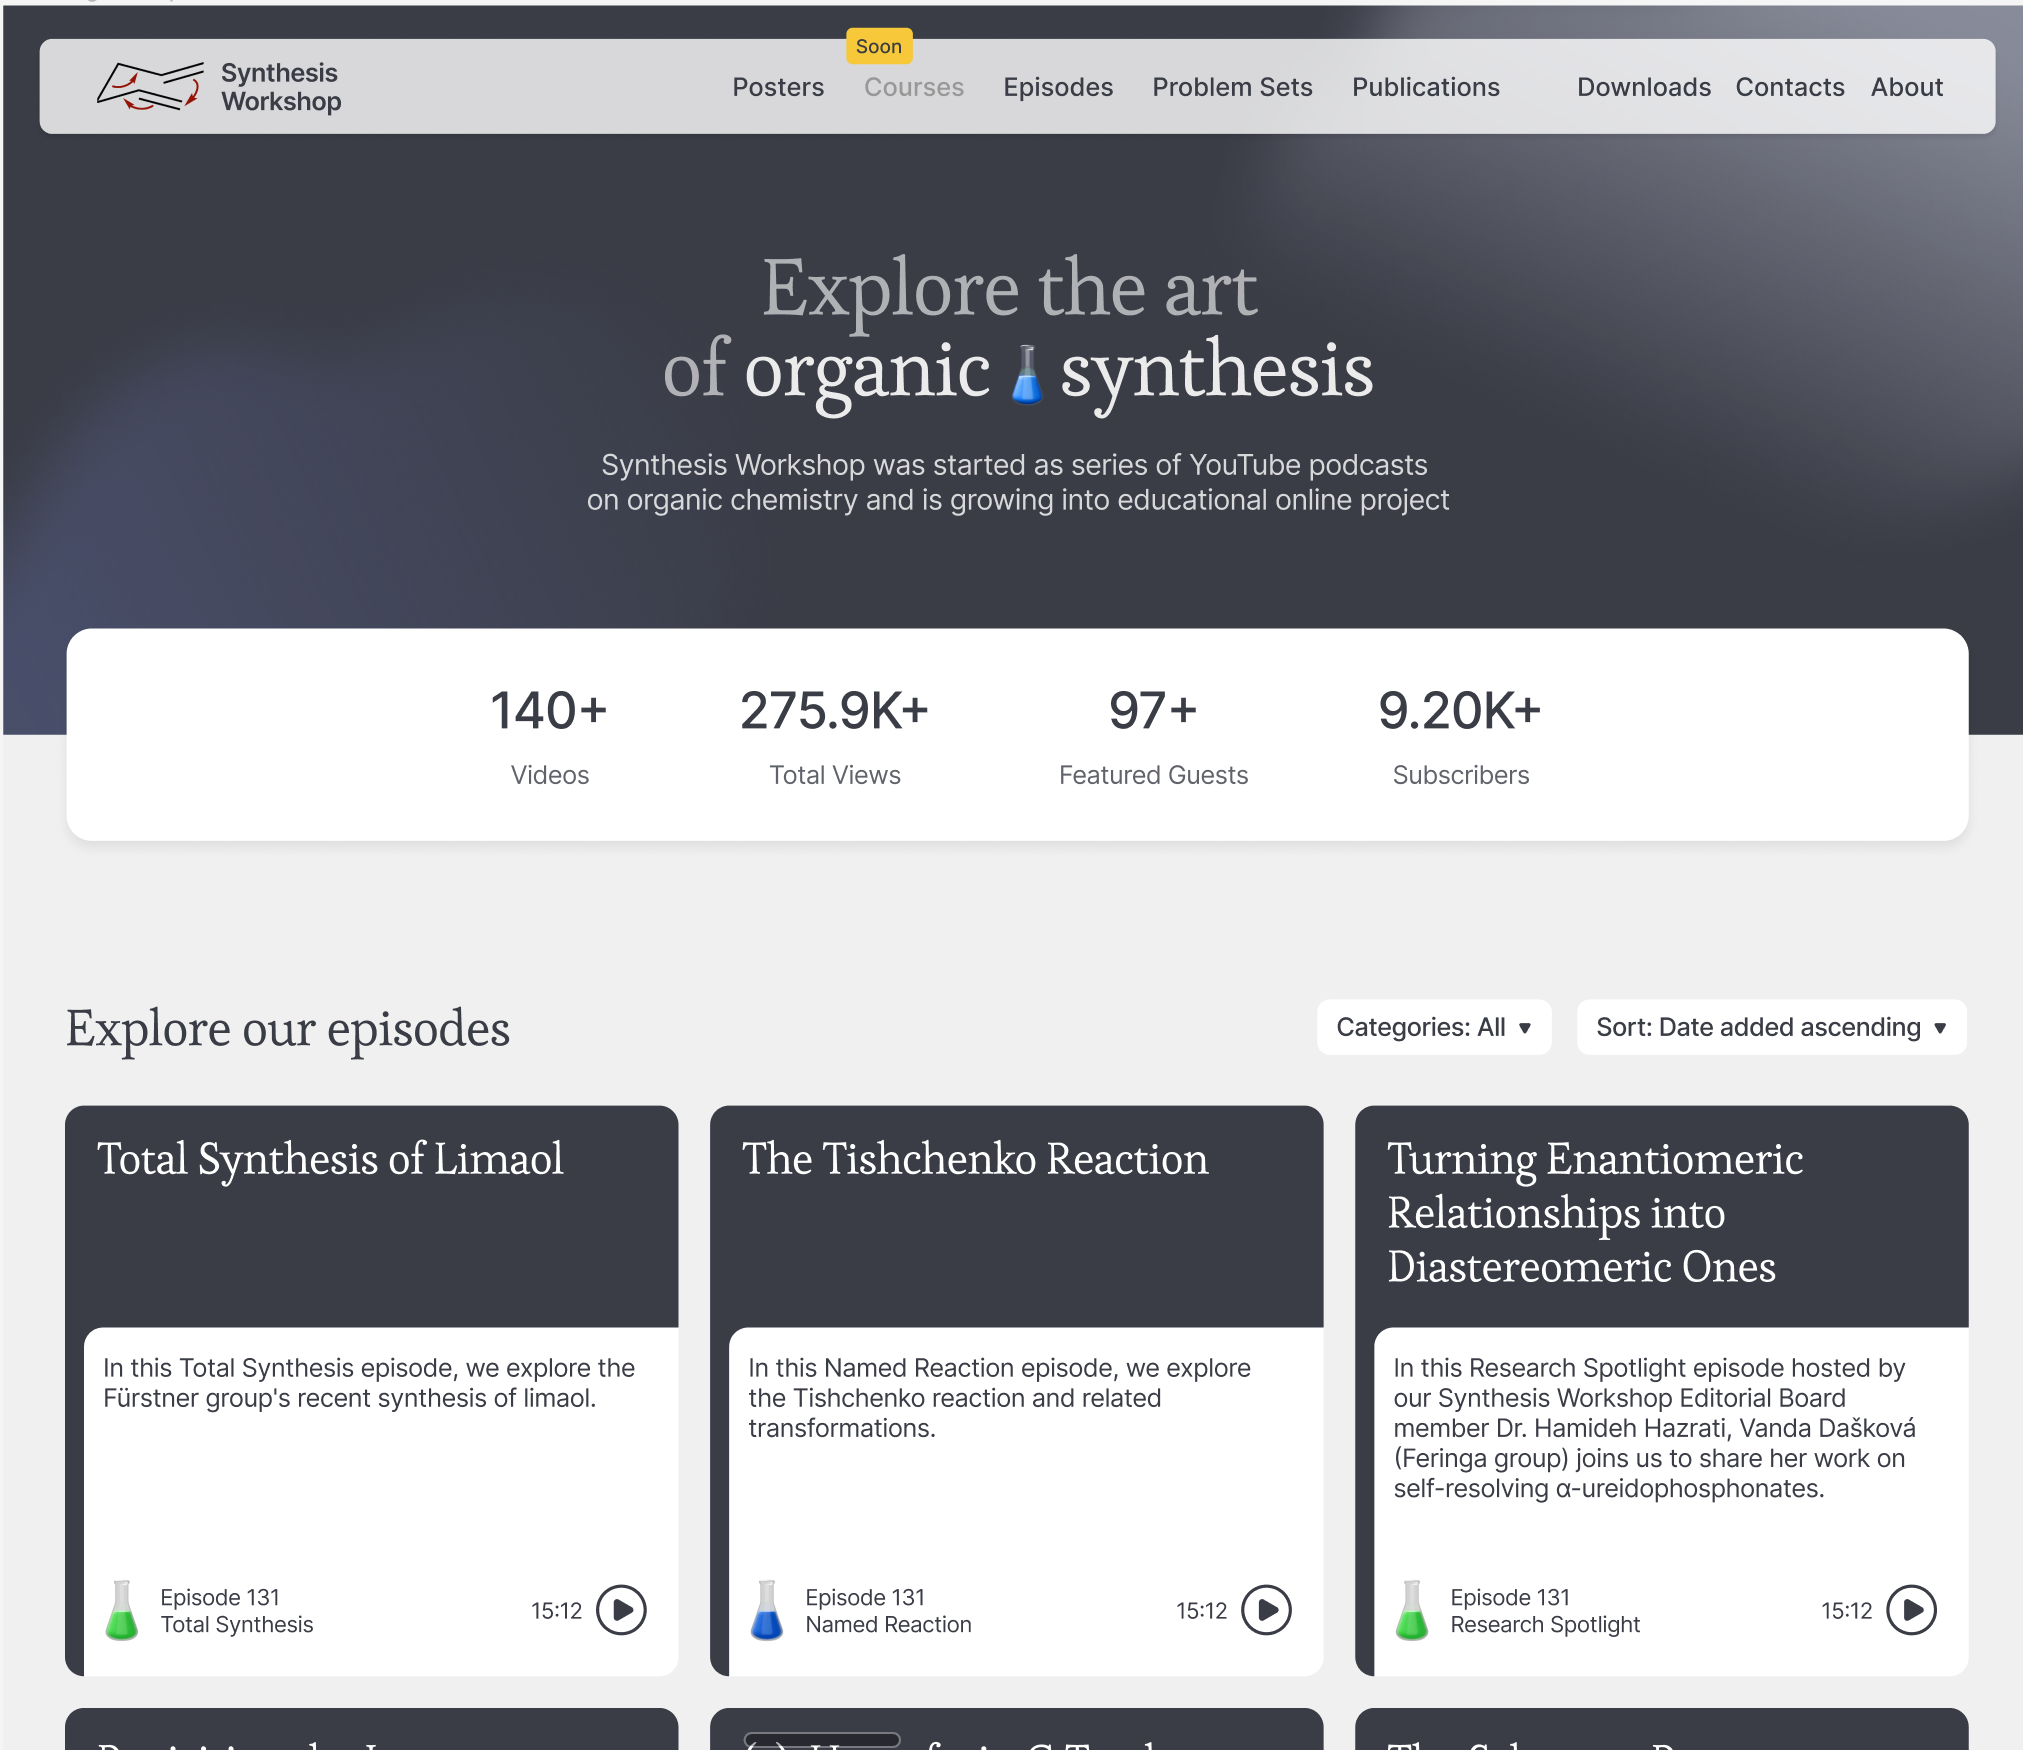 Synthesis
Workshop
Posters
Soon
Courses
Episodes
Problem Sets
Publications
Downloads
Contacts
About
Explore the art
of organic synthesis
Synthesis Workshop was started as series of YouTube podcasts
on organic chemistry and is growing into educational online project
140+
Videos
275.9K+
Total Views
97+
Featured Guests
9.20K+
Subscribers
Explore our episodes
Categories: All ▼
Sort: Date added ascending ▼
Total Synthesis of Limaol
In this Total Synthesis episode, we explore the
Fürstner group's recent synthesis of limaol.
Episode 131
Total Synthesis
15:12
The Tishchenko Reaction
In this Named Reaction episode, we explore
the Tishchenko reaction and related
transformations.
Episode 131
Named Reaction
15:12
Turning Enantiomeric
Relationships into
Diastereomeric Ones
In this Research Spotlight episode hosted by
our Synthesis Workshop Editorial Board
member Dr. Hamideh Hazrati, Vanda Dašková
(Feringa group) joins us to share her work on
self-resolving α-ureidophosphonates.
Episode 131
Research Spotlight
15:12